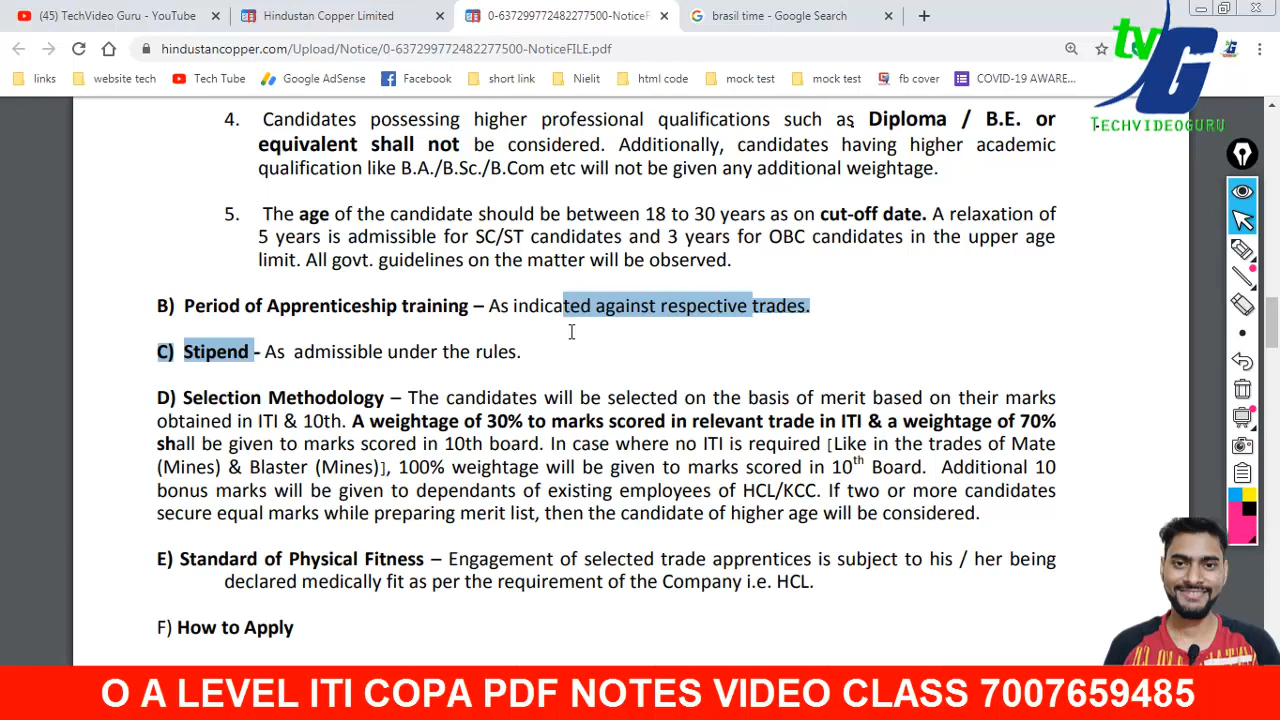 (45) TechVideo Guru - YouTube
Hindustan Copper Limited
0-637299772482277500-NoticeF
brasil time - Google Search
hindustancopper.com/Upload/Notice/0-637299772482277500-NoticeFILE.pdf
links
website tech
Tech Tube
Google AdSense
Facebook
short link
Nielit
html code
mock test
mock test
fb cover
COVID-19 AWARE...
tv G
TECHVIDEOGURU
4. Candidates possessing higher professional qualifications such as Diploma / B.E. or
equivalent shall not be considered. Additionally, candidates having higher academic
qualification like B.A./B.Sc./B.Com etc will not be given any additional weightage.
5. The age of the candidate should be between 18 to 30 years as on cut-off date. A relaxation of
5 years is admissible for SC/ST candidates and 3 years for OBC candidates in the upper age
limit. All govt. guidelines on the matter will be observed.
B) Period of Apprenticeship training – As indicated against respective trades.
C) Stipend - As admissible under the rules.
D) Selection Methodology – The candidates will be selected on the basis of merit based on their marks
obtained in ITI & 10th. A weightage of 30% to marks scored in relevant trade in ITI & a weightage of 70%
shall be given to marks scored in 10th board. In case where no ITI is required [Like in the trades of Mate
(Mines) & Blaster (Mines)], 100% weightage will be given to marks scored in 10th Board. Additional 10
bonus marks will be given to dependants of existing employees of HCL/KCC. If two or more candidates
secure equal marks while preparing merit list, then the candidate of higher age will be considered.
E) Standard of Physical Fitness – Engagement of selected trade apprentices is subject to his / her being
declared medically fit as per the requirement of the Company i.e. HCL.
F) How to Apply
O A LEVEL ITI COPA PDF NOTES VIDEO CLASS 7007659485